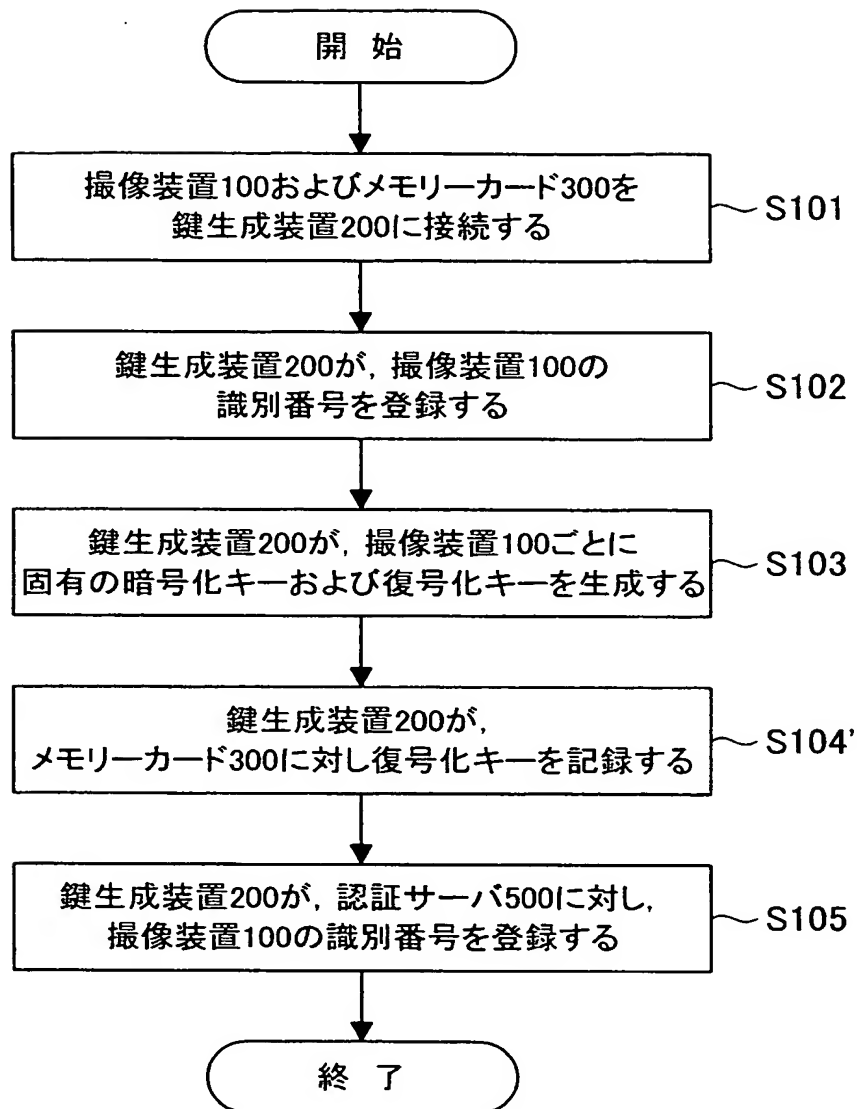 開 始
撮像装置100およびメモリーカード300を
鍵生成装置200に接続する
S101
鍵生成装置200が, 撮像装置100の
識別番号を登録する
S102
鍵生成装置200が, 撮像装置100ごとに
固有の暗号化キーおよび復号化キーを生成する
S103
鍵生成装置200が,
メモリーカード300に対し復号化キーを記録する
S104'
鍵生成装置200が, 認証サーバ500に対し,
撮像装置100の識別番号を登録する
S105
終 了